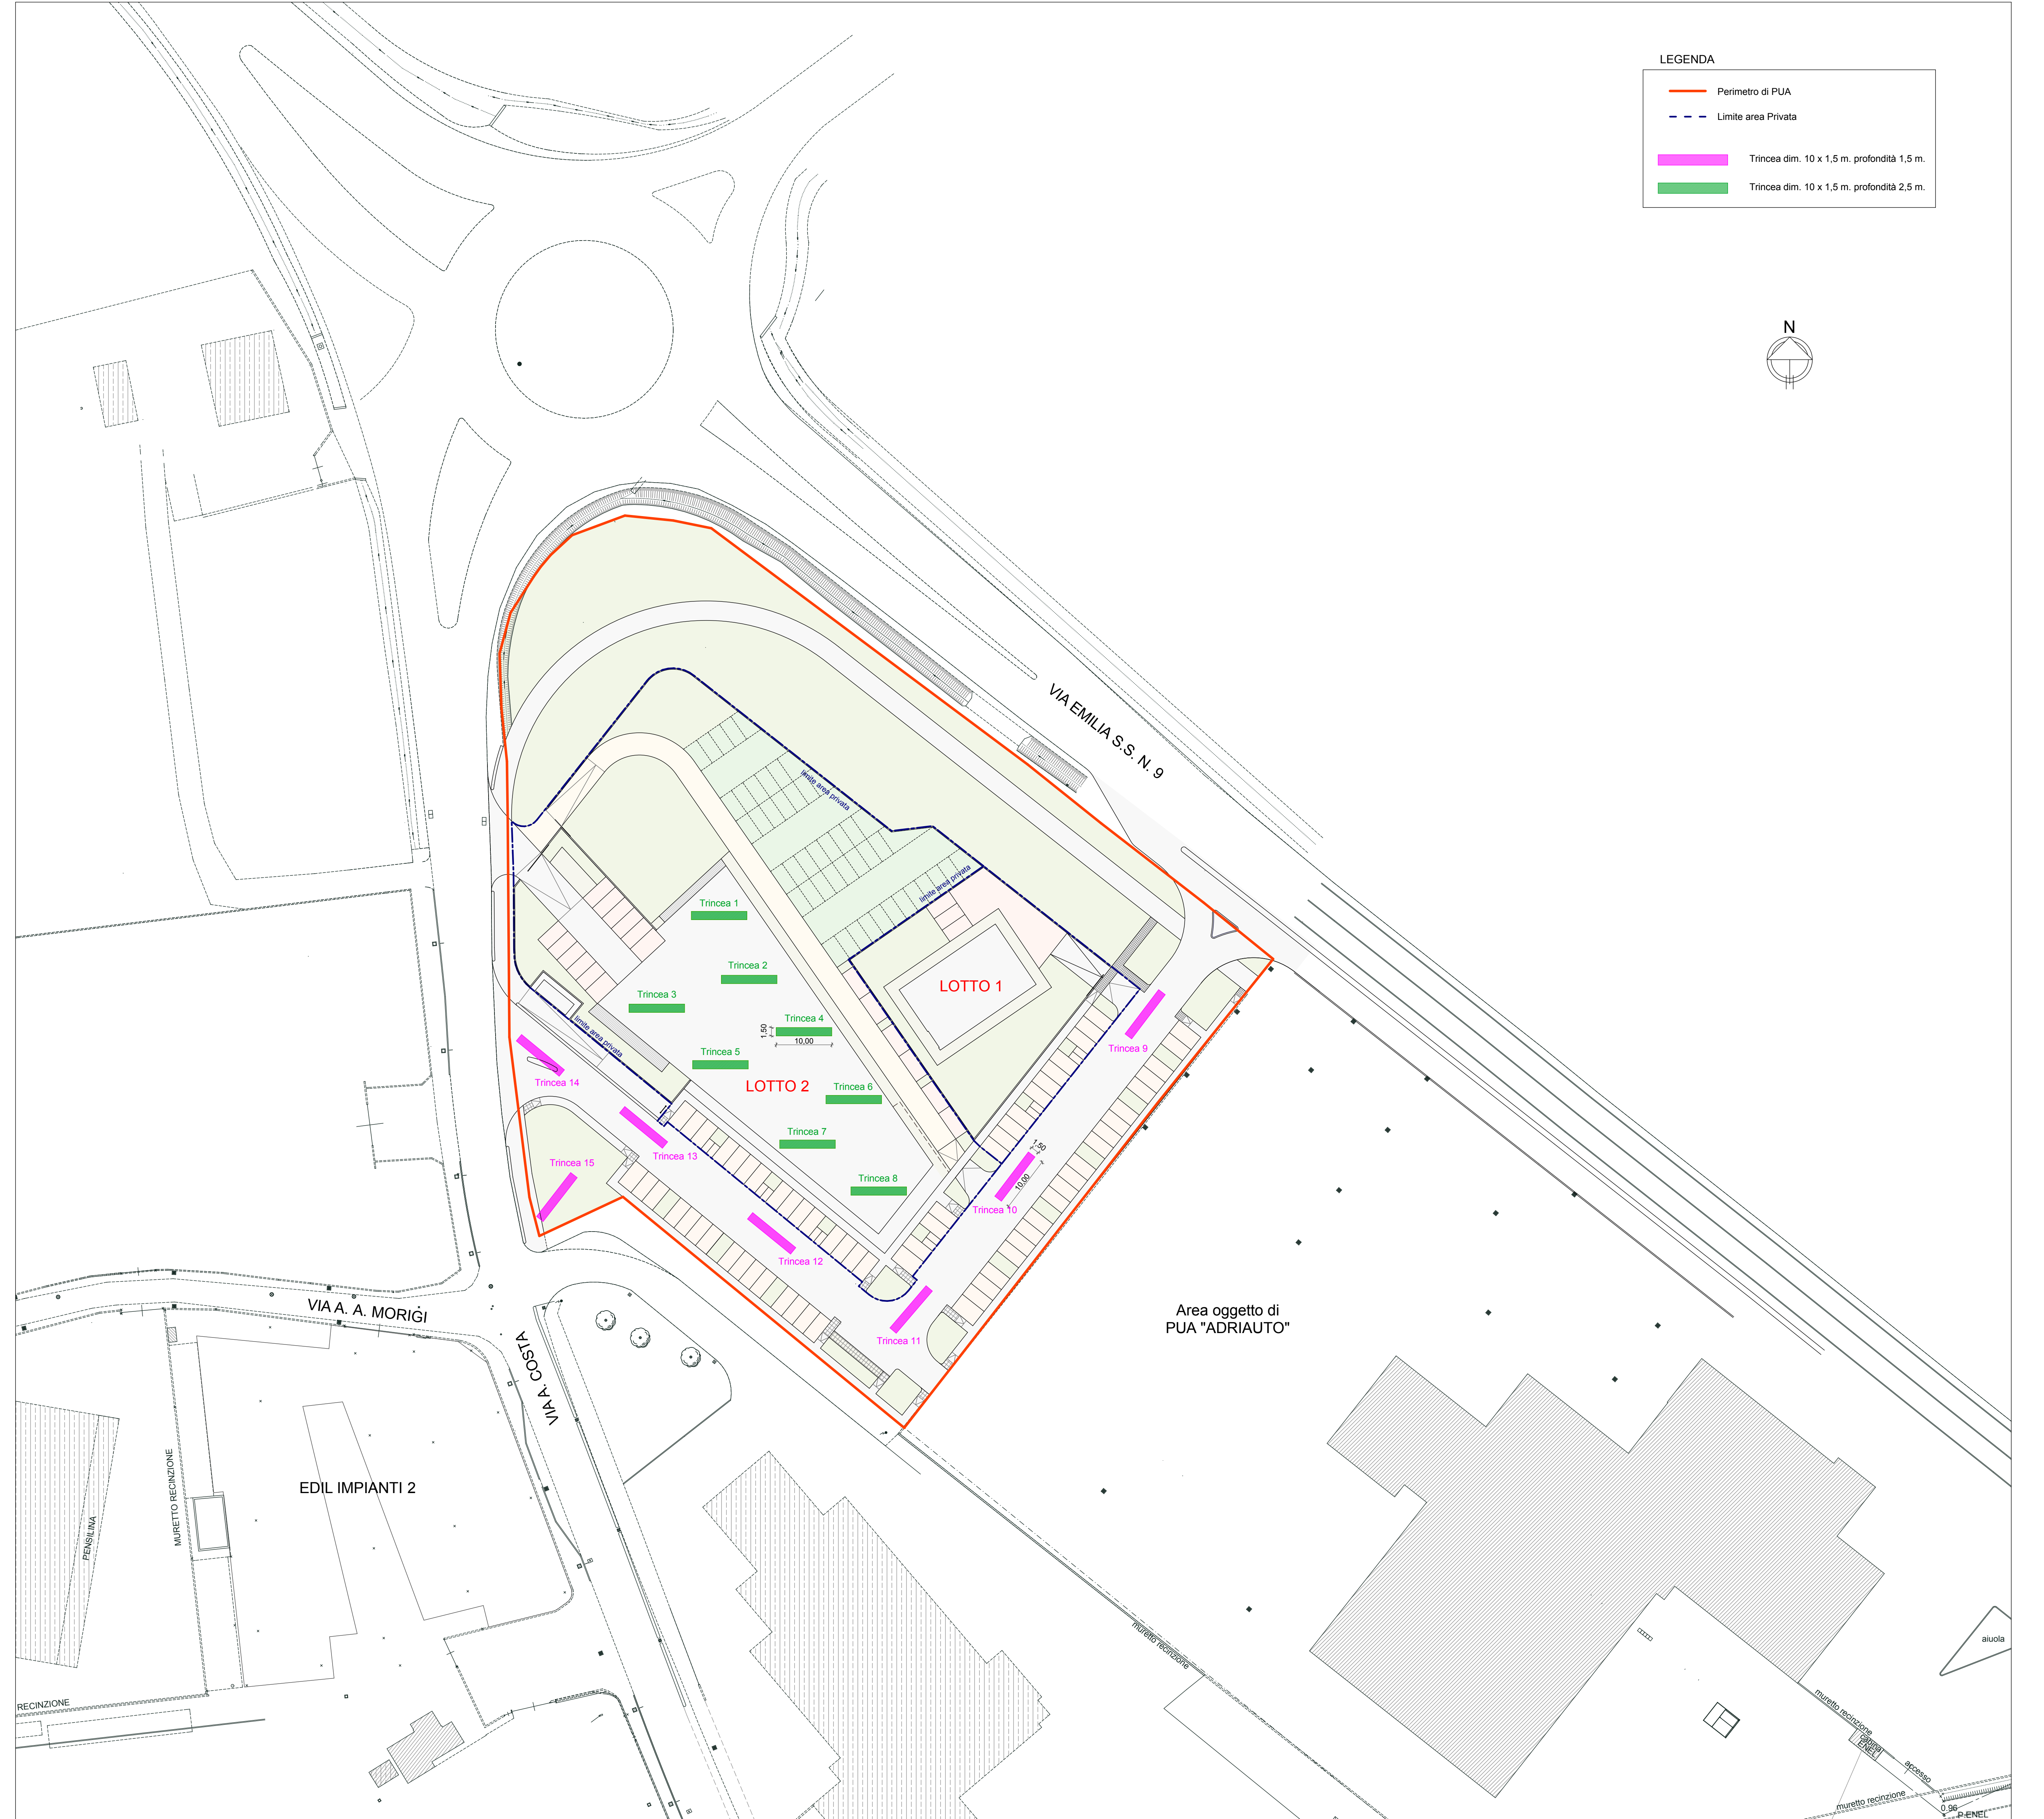 LEGENDA
Perimetro di PUA
Limite area Privata
Trincea dim. 10 x 1,5 m. profondità 1,5 m.
Trincea dim. 10 x 1,5 m. profondità 2,5 m.
N
VIA EMILIA S.S. N. 9
limite area privata
limite area privata
Trincea 1
Trincea 2
Trincea 3
LOTTO 1
Trincea 4
1,50
10,00
limite area privata
Trincea 5
Trincea 9
Trincea 14
LOTTO 2
Trincea 6
Trincea 7
Trincea 13
1,50
Trincea 15
Trincea 8
10,00
Trincea 10
Trincea 12
VIA A. A. MORIGI
Area oggetto di
PUA "ADRIAUTO"
Trincea 11
VIA A. COSTA
EDIL IMPIANTI 2
MURETTO RECINZIONE
PENSILINA
muretto recinzione
aiuola
RECINZIONE
muretto recinzione
cabina
ENEL
accesso
muretto recinzione
0.96
P.ENEL